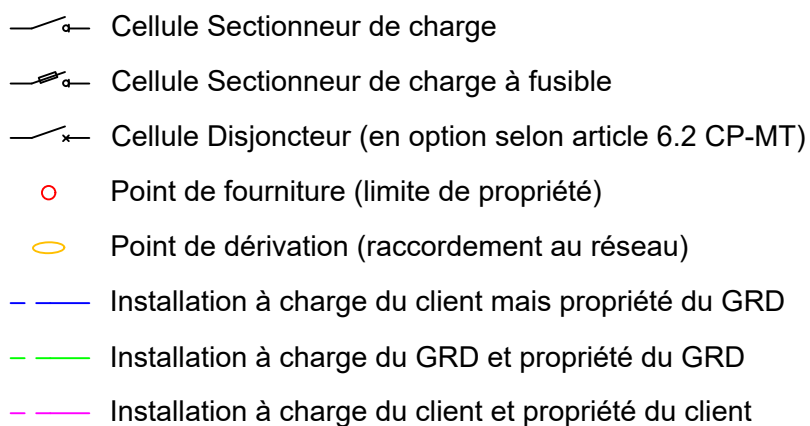 Cellule Sectionneur de charge
Cellule Sectionneur de charge à fusible
Cellule Disjoncteur (en option selon article 6.2 CP-MT)
Point de fourniture (limite de propriété)
Point de dérivation (raccordement au réseau)
Installation à charge du client mais propriété du GRD
Installation à charge du GRD et propriété du GRD
Installation à charge du client et propriété du client